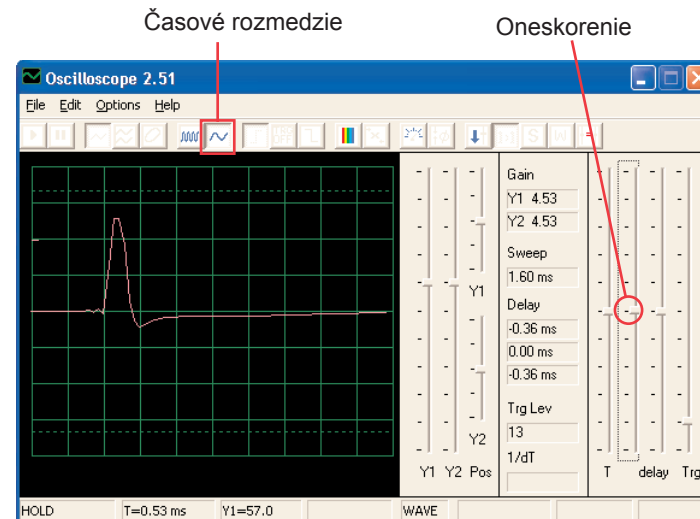 Časové rozmedzie
Oneskorenie
Oscilloscope 2.51
File Edit Options Help
Gain
Y1 4.53
Y2 4.53
Sweep
1.60 ms
Y1
Delay
-0.36 ms
0.00 ms
-0.36 ms
Trg Lev
13
Y2
1/dT
Y1 Y2 Pos
T delay Trg
HOLD T=0.53 ms Y1=57.0 WAVE